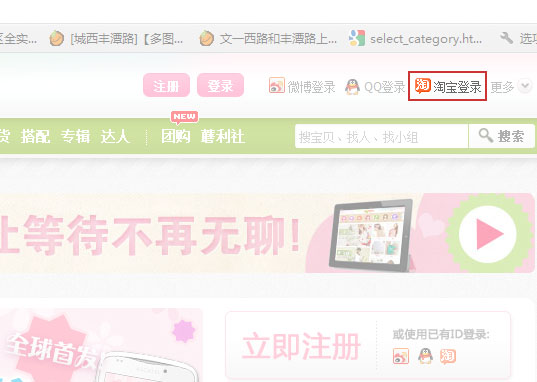 区全实... [城西丰潭路]【多图... 文一西路和丰潭路上... select_category.ht... 选项
注册 登录 微博登录 QQ登录 淘宝登录 更多
NEW
货 搭配 专辑 达人 团购 蘑利社 搜宝贝、找人、找小组 搜索
让等待不再无聊!
全球首发 立即注册 或使用已有ID登录: